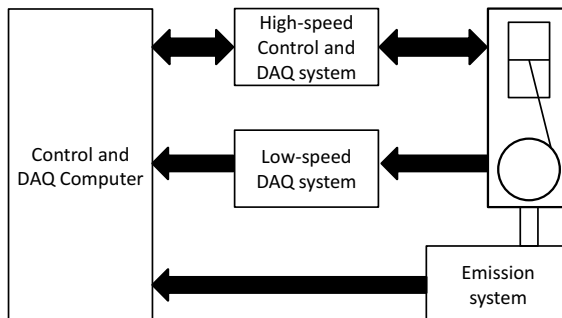 High-speed
Control and
DAQ system
Control and
DAQ Computer
Low-speed
DAQ system
Emission
system